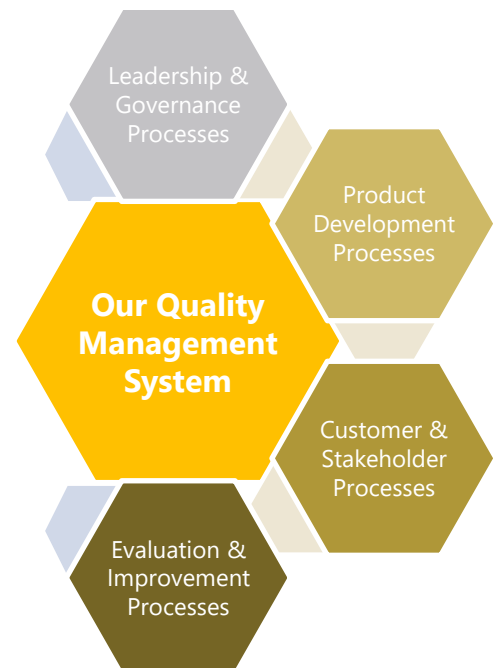 Leadership &
Governance
Processes
Product
Development
Processes
Our Quality
Management
System
Customer &
Stakeholder
Processes
Evaluation &
Improvement
Processes